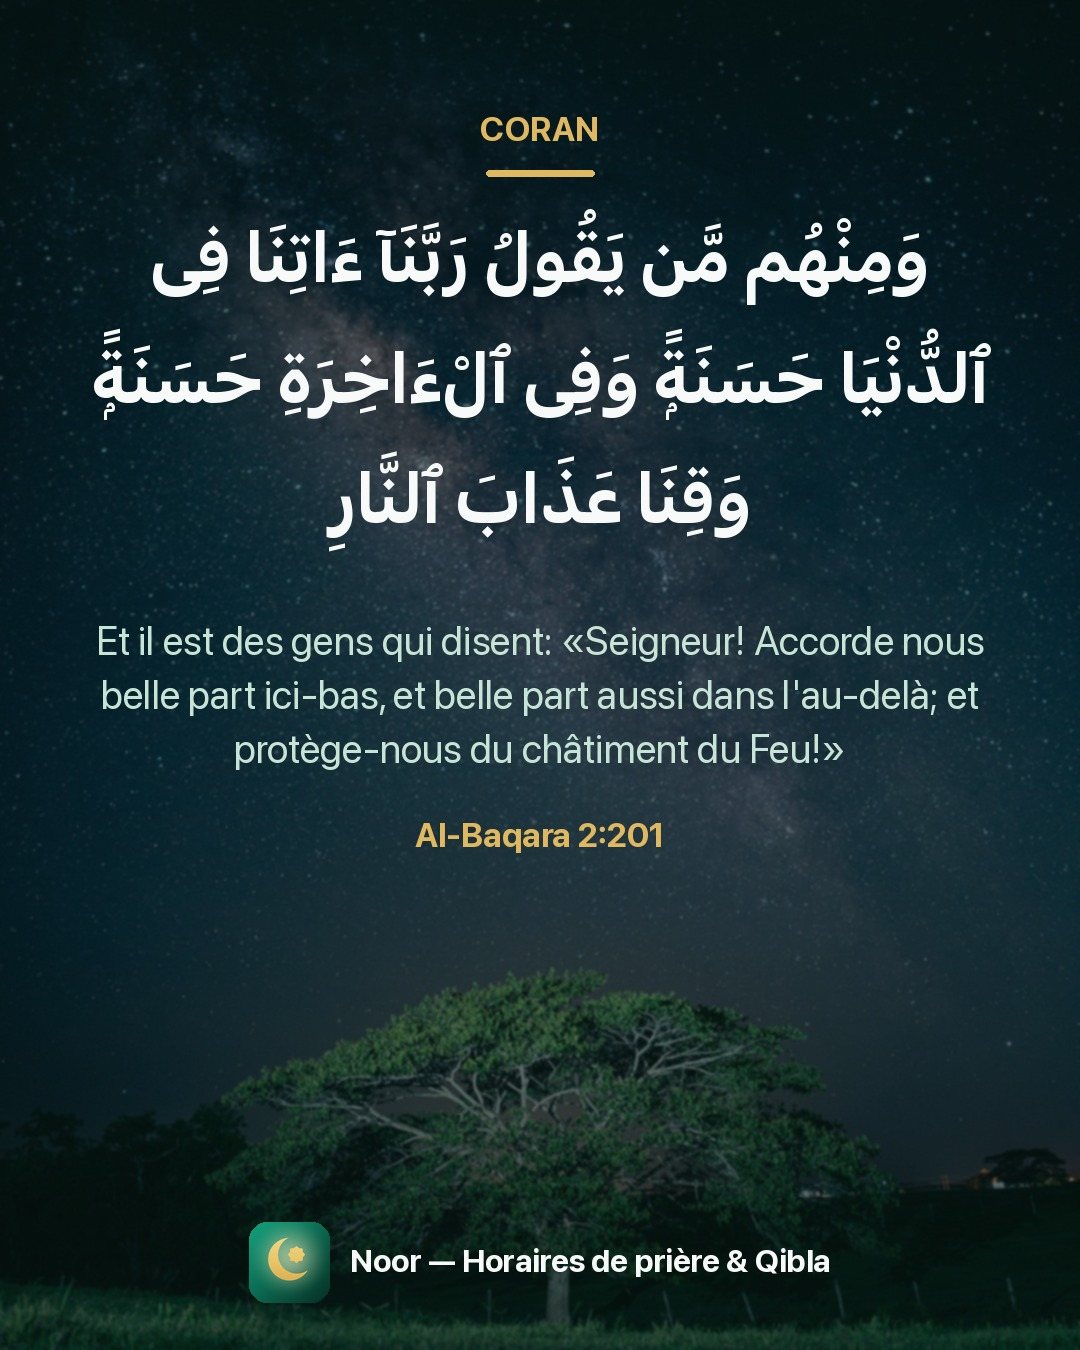 CORAN
وَمِنْهُم مَّن يَقُولُ رَبَّنَآ ءَاتِنَا فِى
ٱلدُّنْيَا حَسَنَةًۭ وَفِى ٱلْءَاخِرَةِ حَسَنَةًۭ
وَقِنَا عَذَابَ ٱلنَّارِ
Et il est des gens qui disent: «Seigneur! Accorde nous
belle part ici-bas, et belle part aussi dans l'au-delà; et
protège-nous du châtiment du Feu!»
Al-Baqara 2:201
Noor — Horaires de prière & Qibla